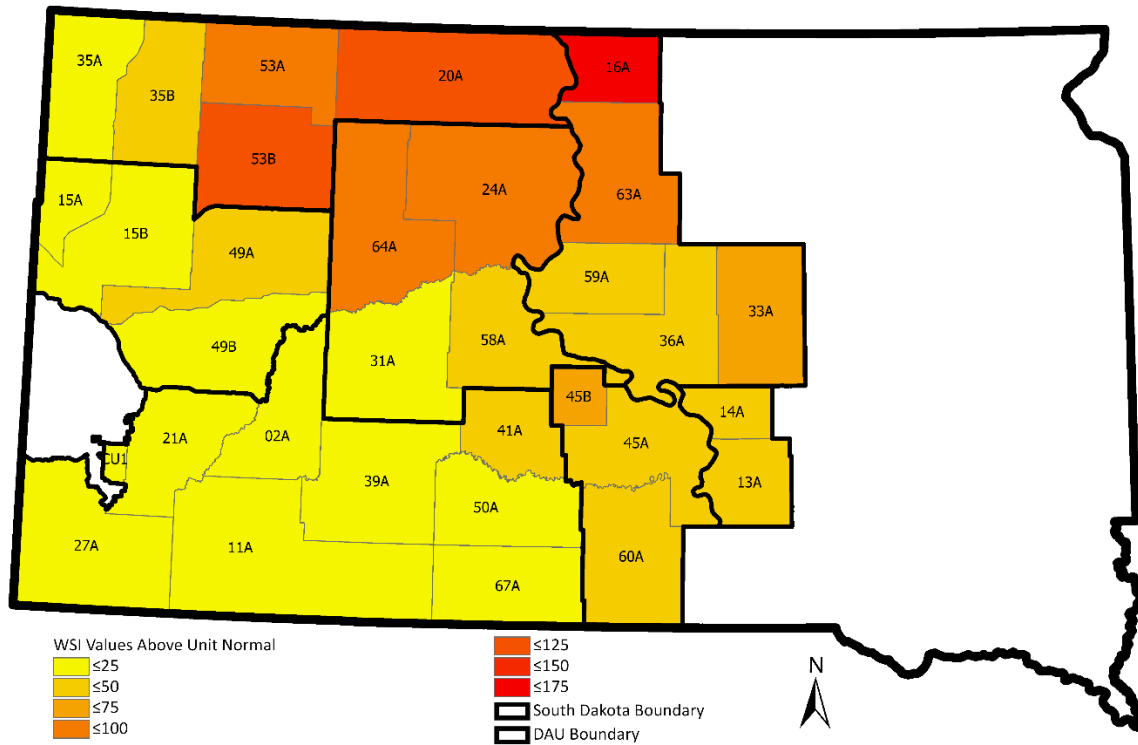 35A
35B
53A
20A
16A
53B
24A
63A
15A
15B
49A
64A
59A
33A
49B
31A
58A
36A
45B
14A
21A
02A
41A
45A
CU1
39A
13A
50A
27A
11A
60A
67A
WSI Values Above Unit Normal
≤25
≤50
≤75
≤100
≤125
≤150
≤175
South Dakota Boundary
DAU Boundary
N